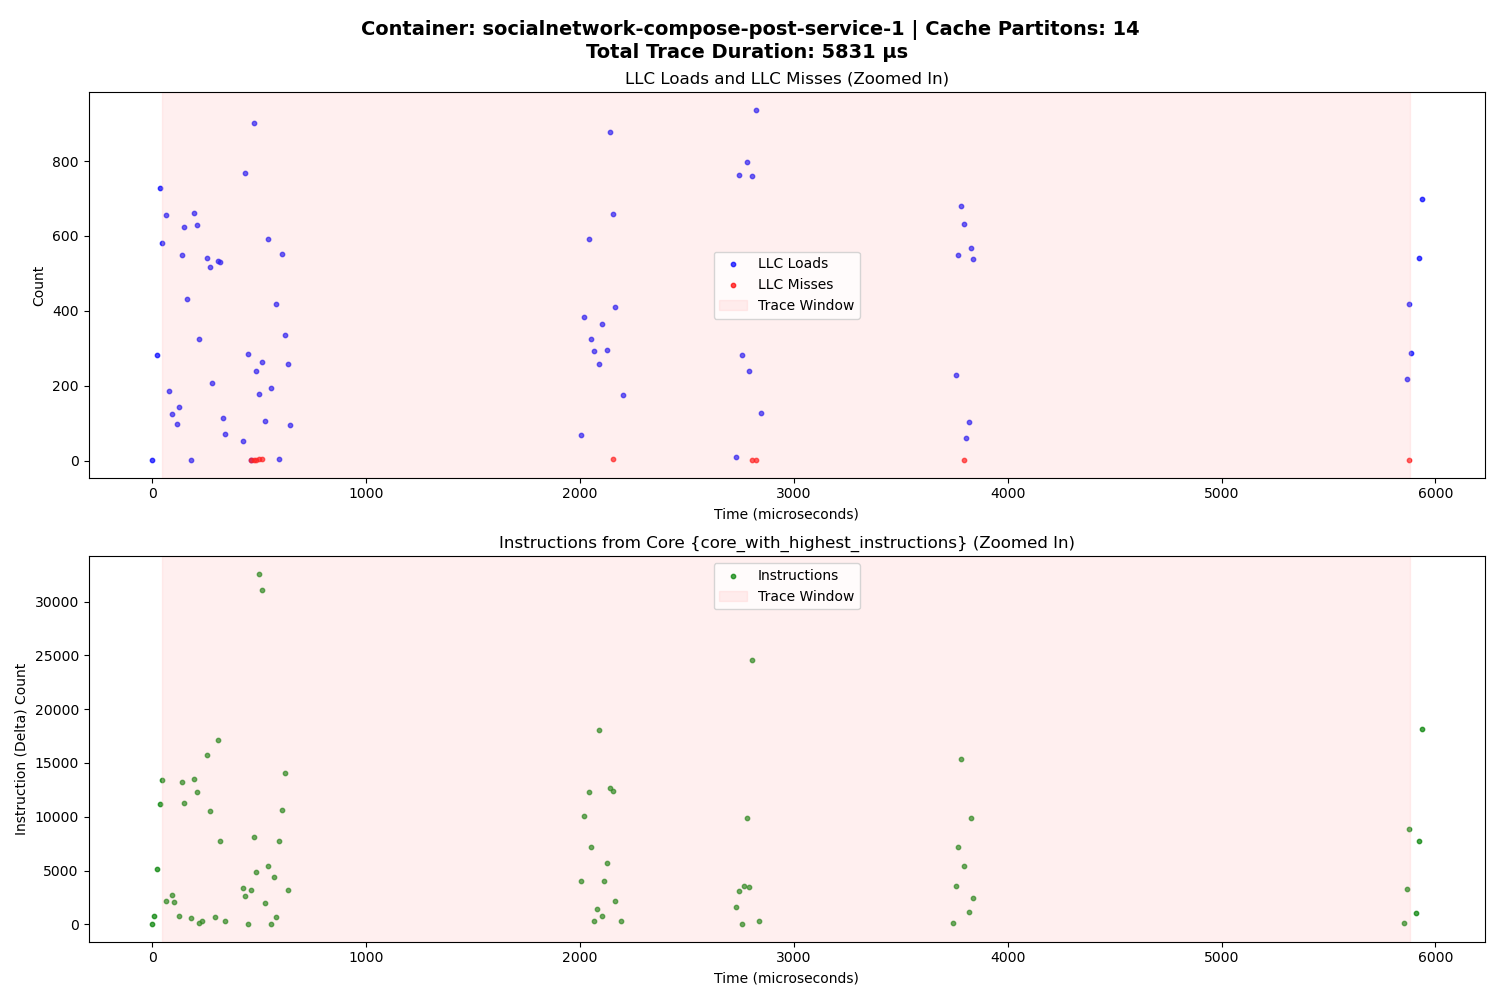 Container: socialnetwork-compose-post-service-1 | Cache Partitons: 14
Total Trace Duration: 5831 µs
LLC Loads and LLC Misses (Zoomed In)
Count
800
600
400
200
0
LLC Loads
LLC Misses
Trace Window
0 1000 2000 3000 4000 5000 6000
Time (microseconds)
Instructions from Core {core_with_highest_instructions} (Zoomed In)
Instruction (Delta) Count
30000
25000
20000
15000
10000
5000
0
Instructions
Trace Window
0 1000 2000 3000 4000 5000 6000
Time (microseconds)